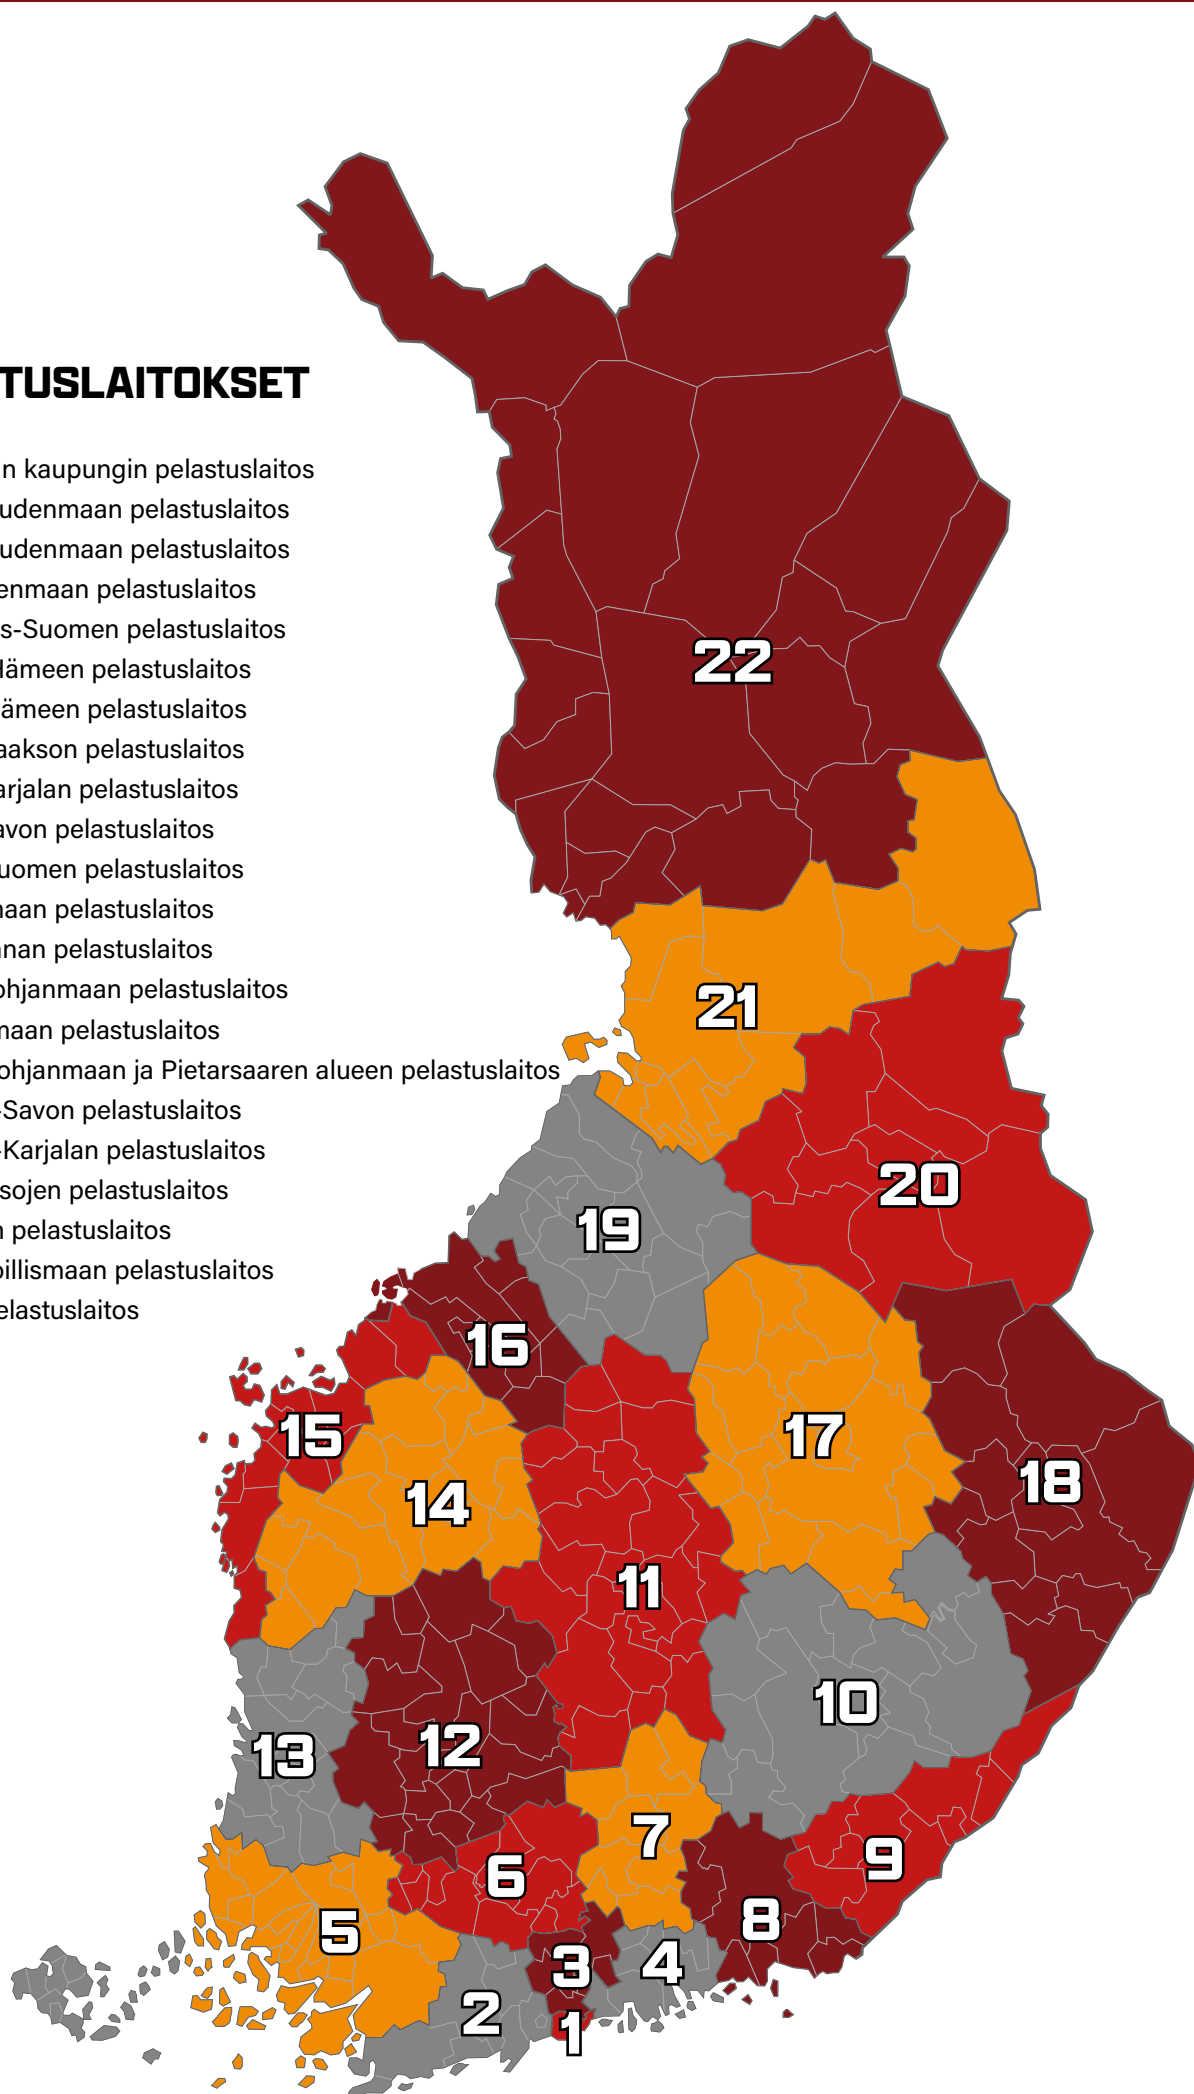 TUSLAITOKSET
n kaupungin pelastuslaitos
udenmaan pelastuslaitos
udenmaan pelastuslaitos
enmaan pelastuslaitos
s-Suomen pelastuslaitos
Hämeen pelastuslaitos
ämeen pelastuslaitos
aakson pelastuslaitos
arjalan pelastuslaitos
avon pelastuslaitos
uomen pelastuslaitos
maan pelastuslaitos
nnan pelastuslaitos
ohjanmaan pelastuslaitos
maan pelastuslaitos
ohjanmaan ja Pietarsaaren alueen pelastuslaitos
-Savon pelastuslaitos
-Karjalan pelastuslaitos
sojen pelastuslaitos
n pelastuslaitos
oillismaan pelastuslaitos
elastuslaitos
22
21
20
19
16
15
17
14
18
11
10
12
13
7
9
6
8
5
3
4
2
1